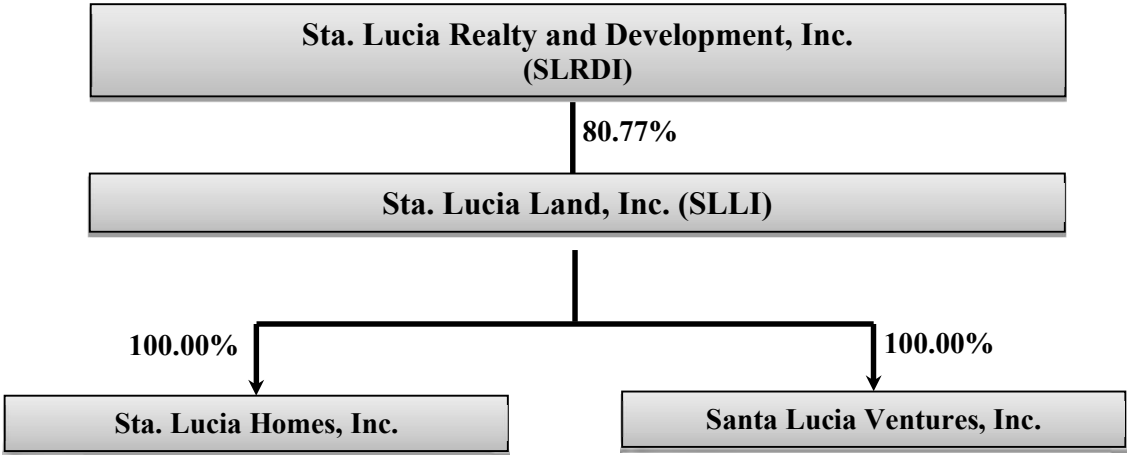 Sta. Lucia Realty and Development, Inc.
(SLRDI)
80.77%
Sta. Lucia Land, Inc. (SLLI)
100.00%
100.00%
Sta. Lucia Homes, Inc.
Santa Lucia Ventures, Inc.